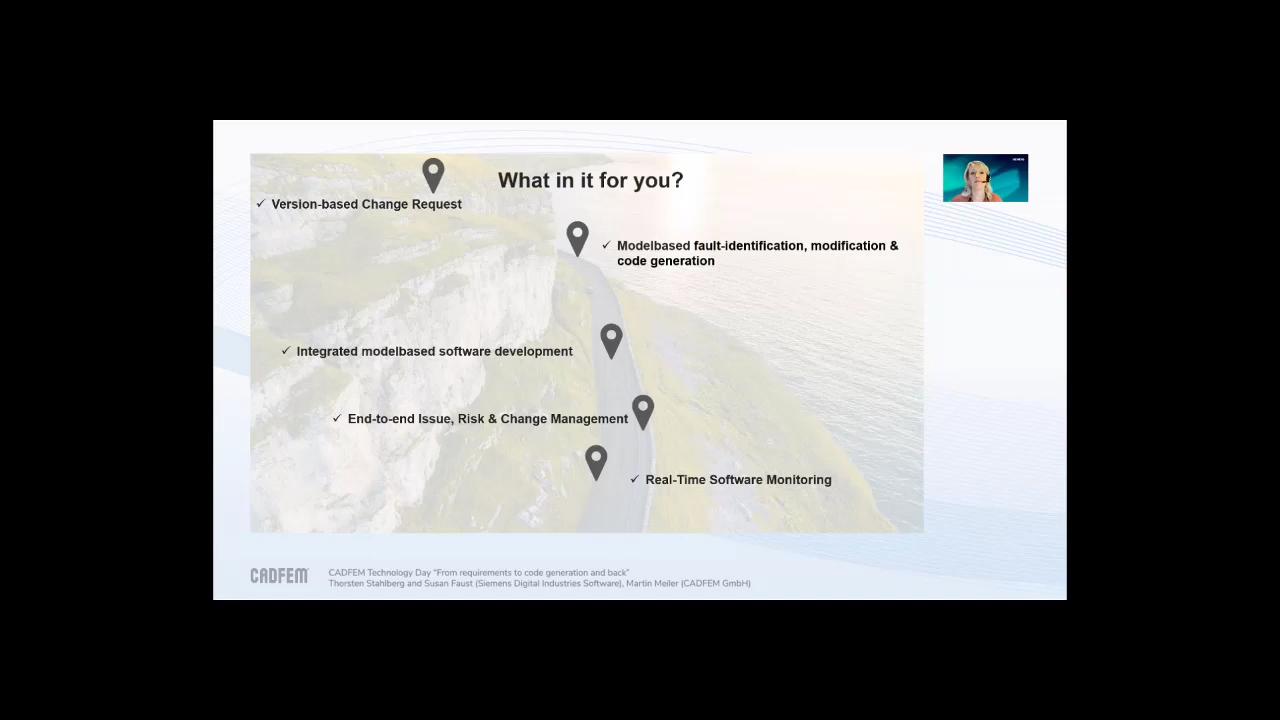 What in it for you?
✓ Version-based Change Request
✓ Modelbased fault-identification, modification &
code generation
✓ Integrated modelbased software development
✓ End-to-end Issue, Risk & Change Management
✓ Real-Time Software Monitoring
CADFEM
CADFEM Technology Day “From requirements to code generation and back”
Thorsten Stahlberg and Susan Faust (Siemens Digital Industries Software), Martin Meiler (CADFEM GmbH)